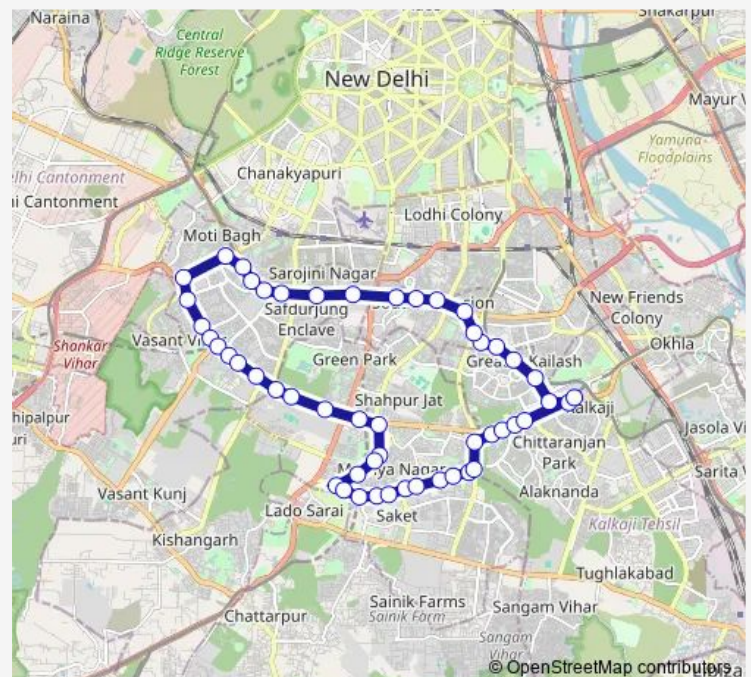 Naraina
Shakarpur
Central
Ridge Reserve
Forest
New Delhi
Mayur V
Yamuna
Floodplains
Chanakyapuri
elhi Cantonment
hi Cantonment
Lodhi Colony
Moti Bagh
Sarojini Nagar
New Friends
Colony
Safdurjung
Enclave
Vasant Vi
Okhla
Shankar
Vihar
Green Park
Great Kailash
Shahpur Jat
Kalkaji
hipalpur
Chittaranjan
Park
Jasola Vi
Sarita V
Vasant Kunj
Alaknanda
Lado Sarai
Saket
Kalkaji Tehsil
Kishangarh
Tughlakabad
Sainik Farms
Sainik Farm
Sangam Vihar
Chattarpur
Sangam
Vihar
© OpenStreetMap contributors